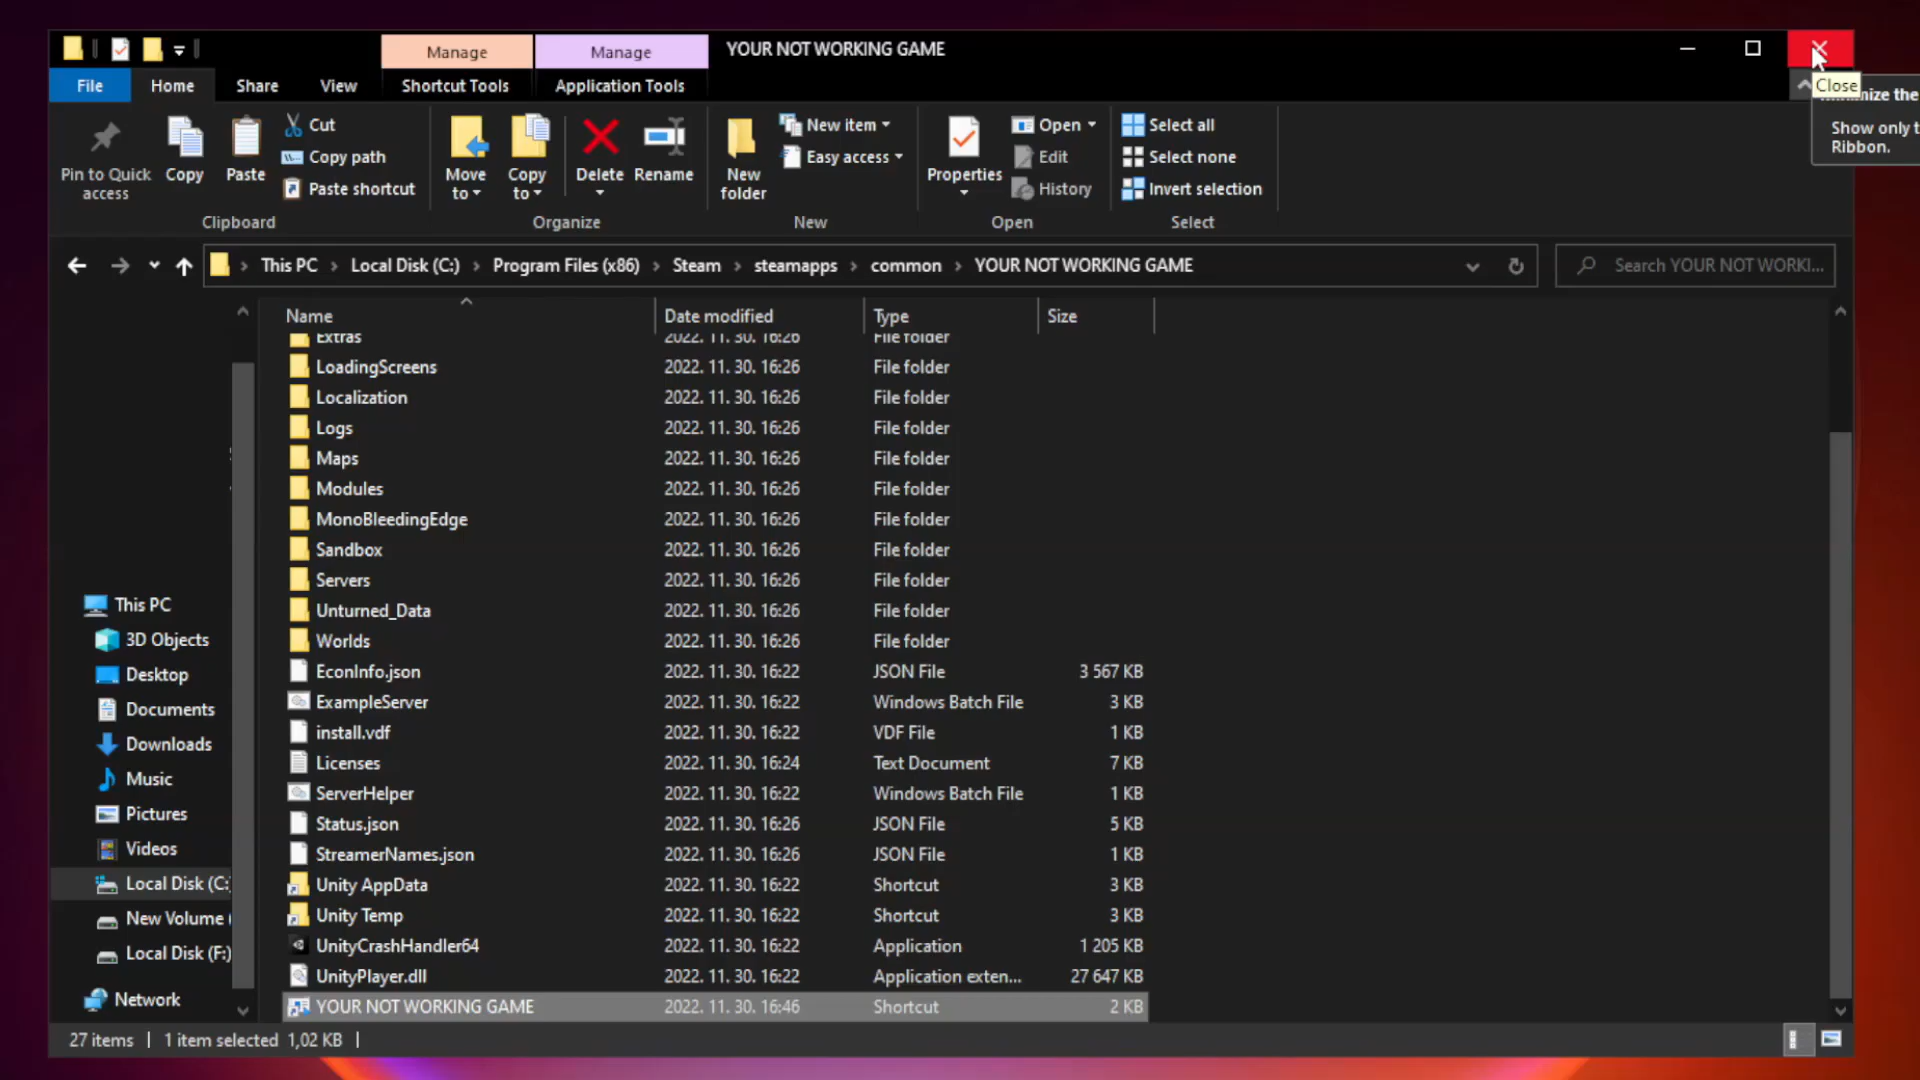 Manage
Manage
YOUR NOT WORKING GAME
File
Home
Share
View
Shortcut Tools
Application Tools
Close
the
Show only t
Ribbon.
Pin to Quick
access
Copy
Paste
Cut
Copy path
Paste shortcut
Clipboard
Move
to
Copy
to
Delete
Rename
Organize
New
folder
New item
Easy access
New
Properties
Open
Edit
History
Open
Select all
Select none
Invert selection
Select
This PC > Local Disk (C:) > Program Files (x86) > Steam > steamapps > common > YOUR NOT WORKING GAME
Search YOUR NOT WORKI...
Name Date modified Type Size
Extras 2022. 11. 30. 16:26 File folder
LoadingScreens 2022. 11. 30. 16:26 File folder
Localization 2022. 11. 30. 16:26 File folder
Logs 2022. 11. 30. 16:26 File folder
Maps 2022. 11. 30. 16:26 File folder
Modules 2022. 11. 30. 16:26 File folder
MonoBleedingEdge 2022. 11. 30. 16:26 File folder
Sandbox 2022. 11. 30. 16:26 File folder
Servers 2022. 11. 30. 16:26 File folder
Unturned_Data 2022. 11. 30. 16:26 File folder
Worlds 2022. 11. 30. 16:26 File folder
EconInfo.json 2022. 11. 30. 16:22 JSON File 3 567 KB
ExampleServer 2022. 11. 30. 16:22 Windows Batch File 3 KB
install.vdf 2022. 11. 30. 16:22 VDF File 1 KB
Licenses 2022. 11. 30. 16:24 Text Document 7 KB
ServerHelper 2022. 11. 30. 16:22 Windows Batch File 1 KB
Status.json 2022. 11. 30. 16:26 JSON File 5 KB
StreamerNames.json 2022. 11. 30. 16:26 JSON File 1 KB
Unity AppData 2022. 11. 30. 16:22 Shortcut 3 KB
Unity Temp 2022. 11. 30. 16:22 Shortcut 3 KB
UnityCrashHandler64 2022. 11. 30. 16:22 Application 1 205 KB
UnityPlayer.dll 2022. 11. 30. 16:22 Application exten... 27 647 KB
YOUR NOT WORKING GAME 2022. 11. 30. 16:46 Shortcut 2 KB
This PC
3D Objects
Desktop
Documents
Downloads
Music
Pictures
Videos
Local Disk (C:)
New Volume (
Local Disk (F:)
Network
27 items | 1 item selected 1,02 KB |